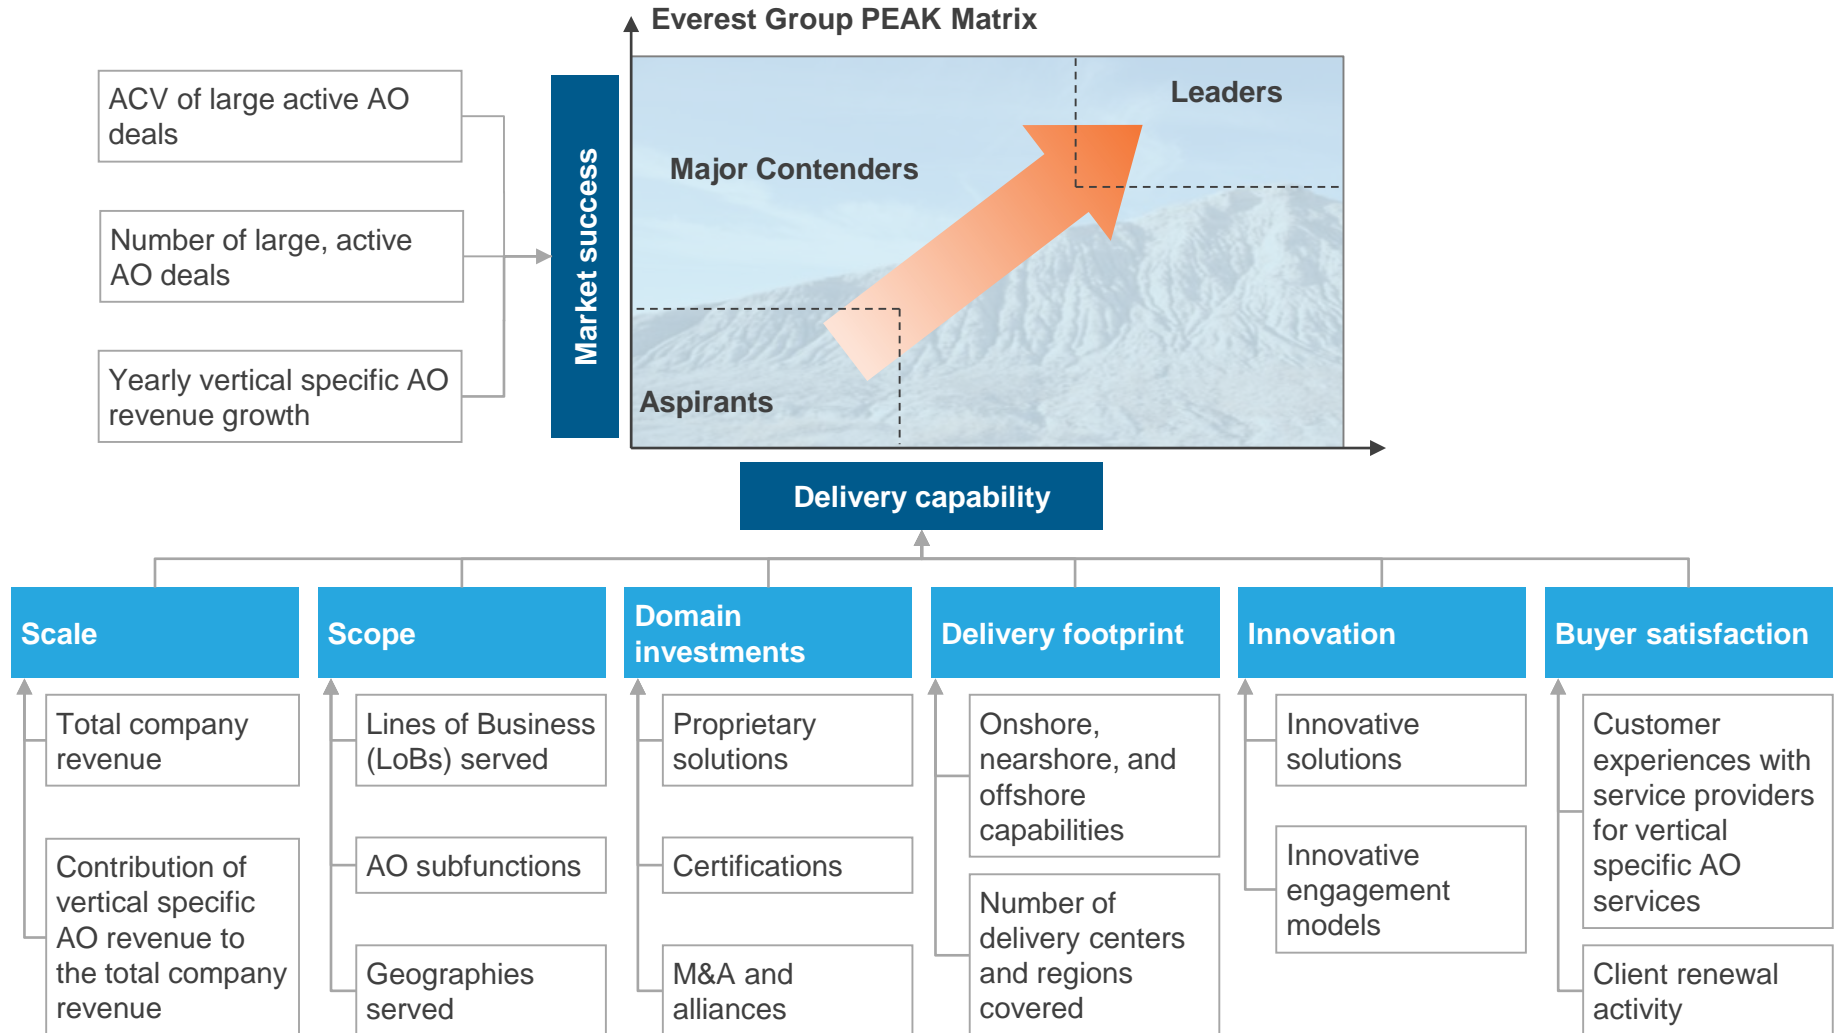 Everest Group PEAK Matrix
ACV of large active AO
deals
Number of large, active
AO deals
Yearly vertical specific AO
revenue growth
Market success
Leaders
Major Contenders
Aspirants
Delivery capability
Scale
Total company
revenue
Contribution of
vertical specific
AO revenue to
the total company
revenue
Scope
Lines of Business
(LoBs) served
AO subfunctions
Geographies
served
Domain
investments
Proprietary
solutions
Certifications
M&A and
alliances
Delivery footprint
Onshore,
nearshore, and
offshore
capabilities
Number of
delivery centers
and regions
covered
Innovation
Innovative
solutions
Innovative
engagement
models
Buyer satisfaction
Customer
experiences with
service providers
for vertical
specific AO
services
Client renewal
activity